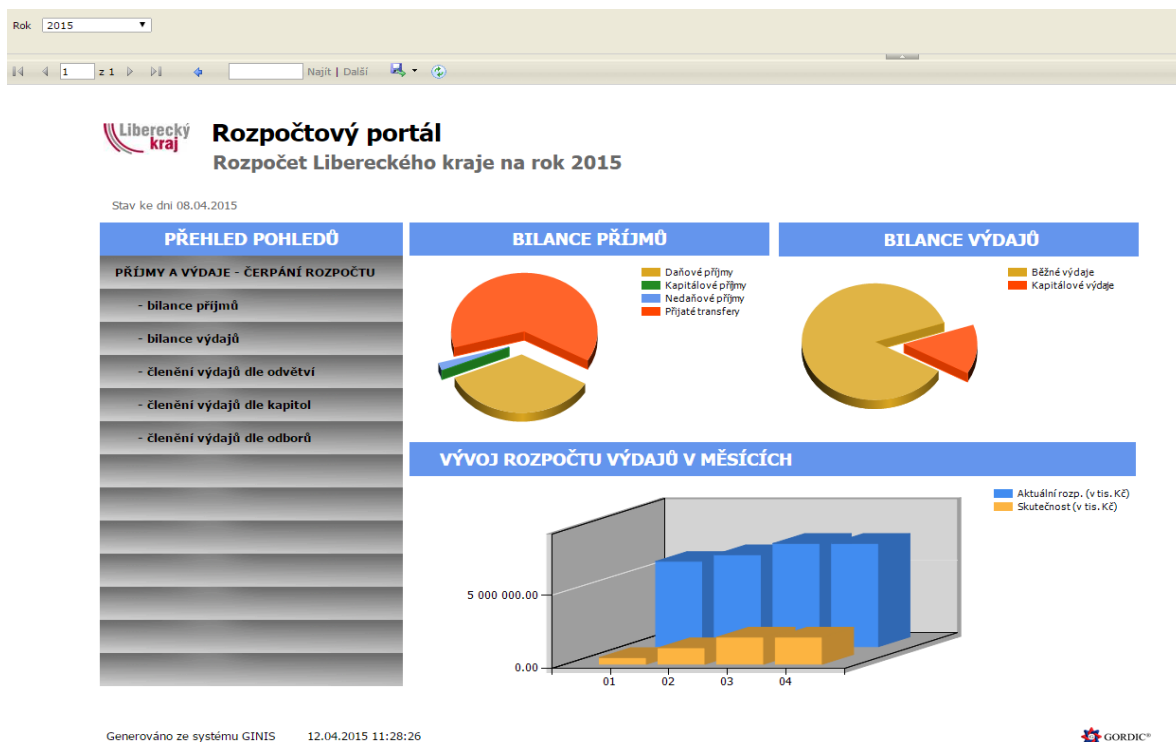 Rok 2015
1 z 1 Najít | Další
Liberecký
kraj
Rozpočtový portál
Rozpočet Libereckého kraje na rok 2015
Stav ke dni 08.04.2015
PŘEHLED POHLEDŮ
PŘÍJMY A VÝDAJE - ČERPÁNÍ ROZPOČTU
- bilance příjmů
- bilance výdajů
- členění výdajů dle odvětví
- členění výdajů dle kapitol
- členění výdajů dle odborů
BILANCE PŘÍJMŮ
Daňové příjmy
Kapitálové příjmy
Nedaňové příjmy
Přijaté transfery
BILANCE VÝDAJŮ
Běžné výdaje
Kapitálové výdaje
VÝVOJ ROZPOČTU VÝDAJŮ V MĚSÍCÍCH
Aktuální rozp. (v tis. Kč)
Skutečnost (v tis. Kč)
5 000 000.00
0.00
01 02 03 04
Generováno ze systému GINIS 12.04.2015 11:28:26
GORDIC®